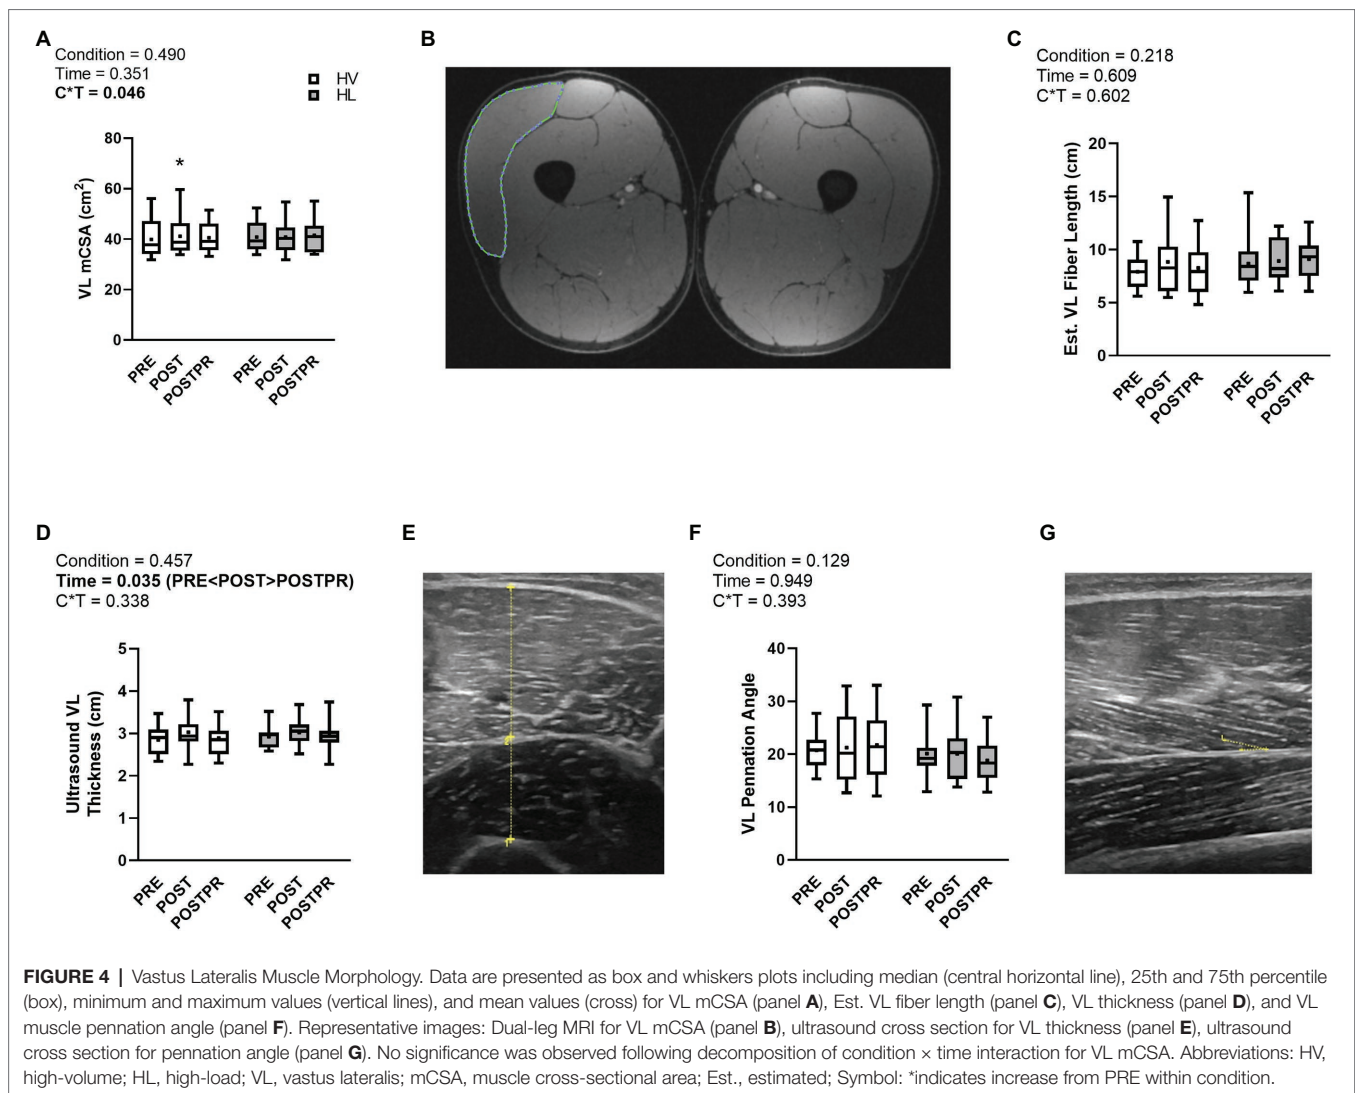 A
Condition = 0.490
Time = 0.351
C*T = 0.046
HV
HL
80
60
40
20
0
VL mCSA (cm²)
*
PRE
POST
POSTPR
PRE
POST
POSTPR
B
C
Condition = 0.218
Time = 0.609
C*T = 0.602
20
15
10
5
0
Est. VL Fiber Length (cm)
PRE
POST
POSTPR
PRE
POST
POSTPR
D
Condition = 0.457
Time = 0.035 (PRE<POST>POSTPR)
C*T = 0.338
5
4
3
2
1
0
Ultrasound VL
Thickness (cm)
PRE
POST
POSTPR
PRE
POST
POSTPR
E
F
Condition = 0.129
Time = 0.949
C*T = 0.393
40
30
20
10
0
VL Pennation Angle
PRE
POST
POSTPR
PRE
POST
POSTPR
G
FIGURE 4 | Vastus Lateralis Muscle Morphology. Data are presented as box and whiskers plots including median (central horizontal line), 25th and 75th percentile
(box), minimum and maximum values (vertical lines), and mean values (cross) for VL mCSA (panel A), Est. VL fiber length (panel C), VL thickness (panel D), and VL
muscle pennation angle (panel F). Representative images: Dual-leg MRI for VL mCSA (panel B), ultrasound cross section for VL thickness (panel E), ultrasound
cross section for pennation angle (panel G). No significance was observed following decomposition of condition × time interaction for VL mCSA. Abbreviations: HV,
high-volume; HL, high-load; VL, vastus lateralis; mCSA, muscle cross-sectional area; Est., estimated; Symbol: *indicates increase from PRE within condition.